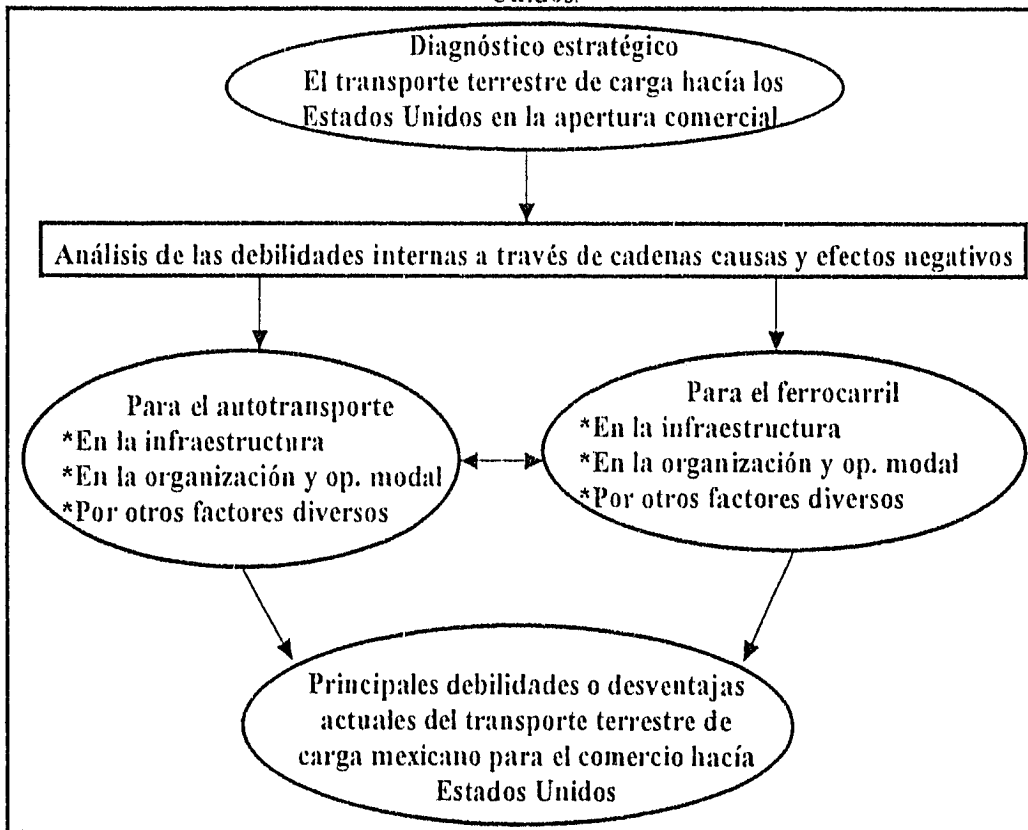 Unidos.
Diagnóstico estratégico
El transporte terrestre de carga hacía los
Estados Unidos en la apertura comercial
Análisis de las debilidades internas a través de cadenas causas y efectos negativos
Para el autotransporte
*En la infraestructura
*En la organización y op. modal
*Por otros factores diversos
Para el ferrocarril
*En la infraestructura
*En la organización y op. modal
*Por otros factores diversos
Principales debilidades o desventajas
actuales del transporte terrestre de
carga mexicano para el comercio hacía
Estados Unidos